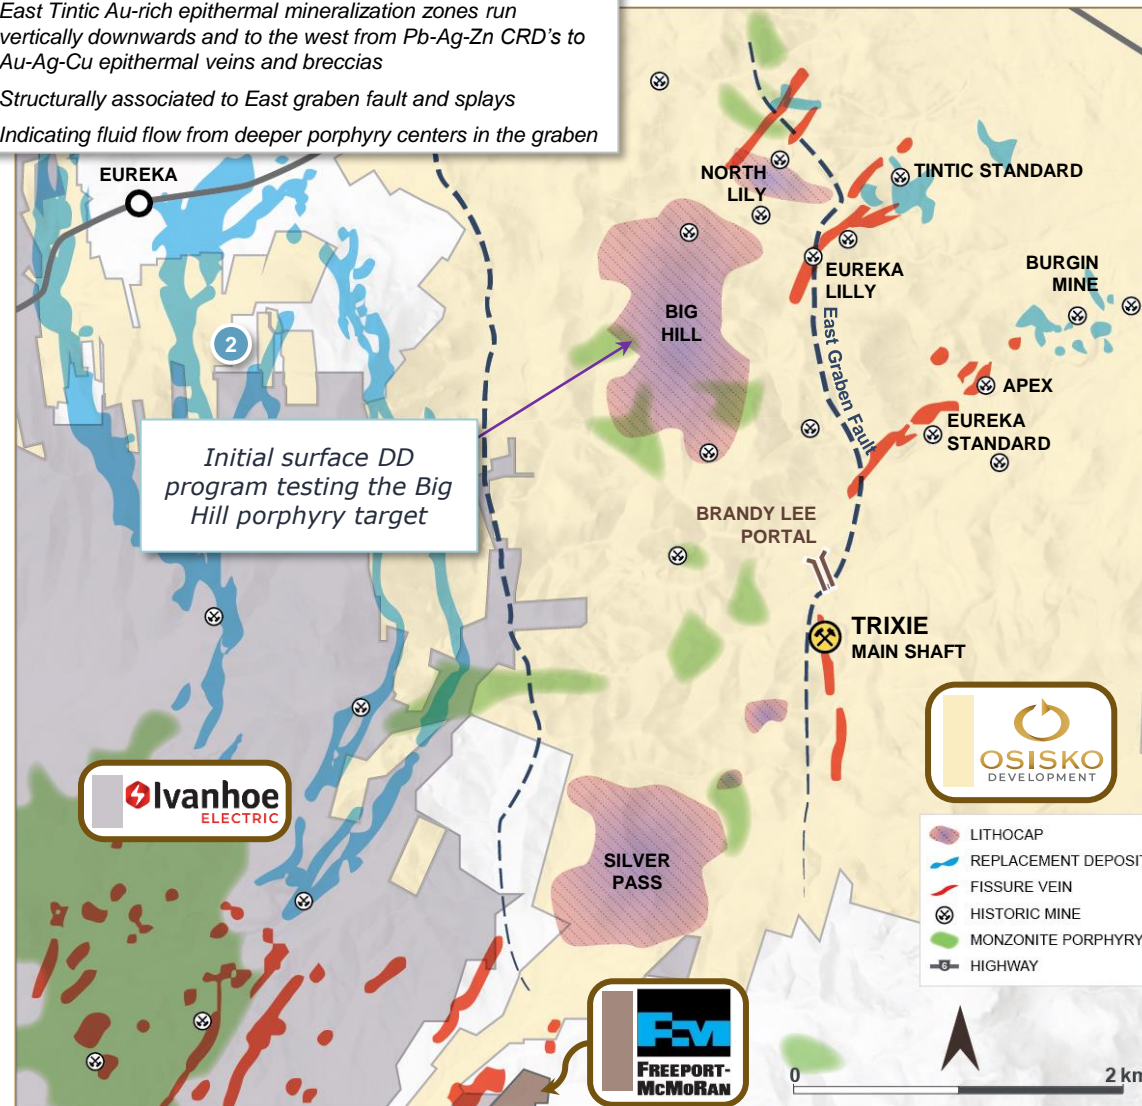 East Tintic Au-rich epithermal mineralization zones run
vertically downwards and to the west from Pb-Ag-Zn CRD's to
Au-Ag-Cu epithermal veins and breccias
Structurally associated to East graben fault and splays
Indicating fluid flow from deeper porphyry centers in the graben
EUREKA
NORTH
LILY
TINTIC STANDARD
EUREKA
LILLY
BURGIN
MINE
BIG
HILL
2
East Graben Fault
APEX
EUREKA
STANDARD
Initial surface DD
program testing the Big
Hill porphyry target
BRANDY LEE
PORTAL
TRIXIE
MAIN SHAFT
OSISKO
DEVELOPMENT
Ivanhoe
ELECTRIC
SILVER
PASS
LITHOCAP
REPLACEMENT DEPOSIT
FISSURE VEIN
HISTORIC MINE
MONZONITE PORPHYRY
6
HIGHWAY
FREEPORT-
McMoRAN
0
2 km